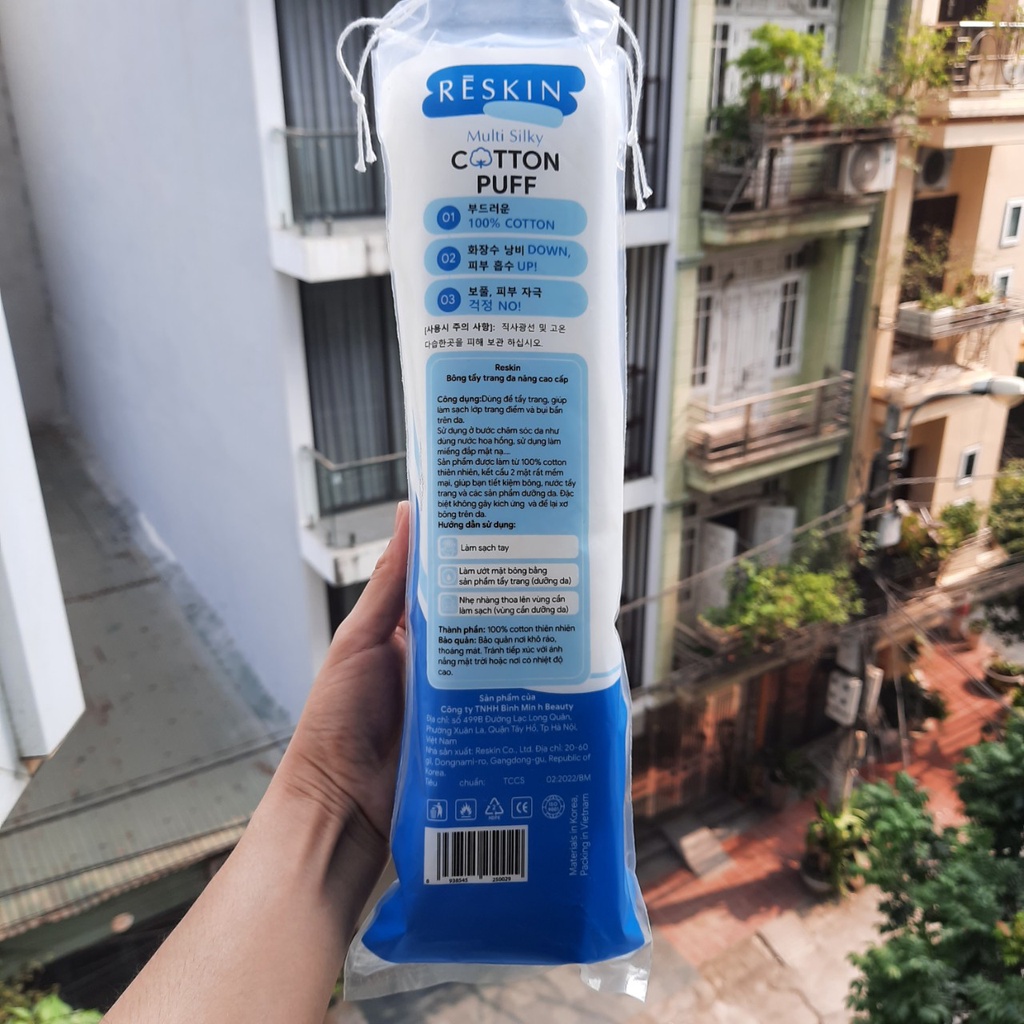 RĒSKIN
Multi Silky
COTTON
PUFF
01 부드러운
100% COTTON
02 화장수 낭비 DOWN,
피부 흡수 UP!
03 보풀, 피부 자극
걱정 NO!
[사용시 주의 사항]: 직사광선 및 고온
다습한곳을 피해 보관 하십시오.
Reskin
Bông tẩy trang đa năng cao cấp
Công dụng:Dùng để tẩy trang, giúp
làm sạch lớp trang điểm và bụi bẩn
trên da.
Sử dụng ở bước chăm sóc da như
dùng nước hoa hồng, sử dụng làm
miếng đắp mặt nạ....
Sản phẩm được làm từ 100% cotton
thiên nhiên, kết cấu 2 mặt rất mềm
mại, giúp bạn tiết kiệm bông, nước tẩy
trang và các sản phẩm dưỡng da. Đặc
biệt không gây kích ứng và để lại xơ
bông trên da.
Hướng dẫn sử dụng:
Làm sạch tay
Làm ướt mặt bông bằng
sản phẩm tẩy trang (dưỡng da)
Nhẹ nhàng thoa lên vùng cần
làm sạch (vùng cần dưỡng da)
Thành phần: 100% cotton thiên nhiên
Bảo quản: Bảo quản nơi khô ráo,
thoáng mát. Tránh tiếp xúc với ánh
nắng mặt trời hoặc nơi có nhiệt độ
cao.
Sản phẩm của
Công ty TNHH Bình Min h Beauty
Địa chỉ: số 499B Đường Lạc Long Quân,
Phường Xuân La, Quận Tây Hồ, Tp Hà Nội,
Việt Nam
Nhà sản xuất: Reskin Co., Ltd. Địa chỉ: 20-60
gi, Dongnami-ro, Gangdong-gu, Republic of
Korea.
Tiêu chuẩn: TCCS 02:2022/BM
CE
ISO
Materials in Korea,
Packing in Vietnam
8 938545 250029